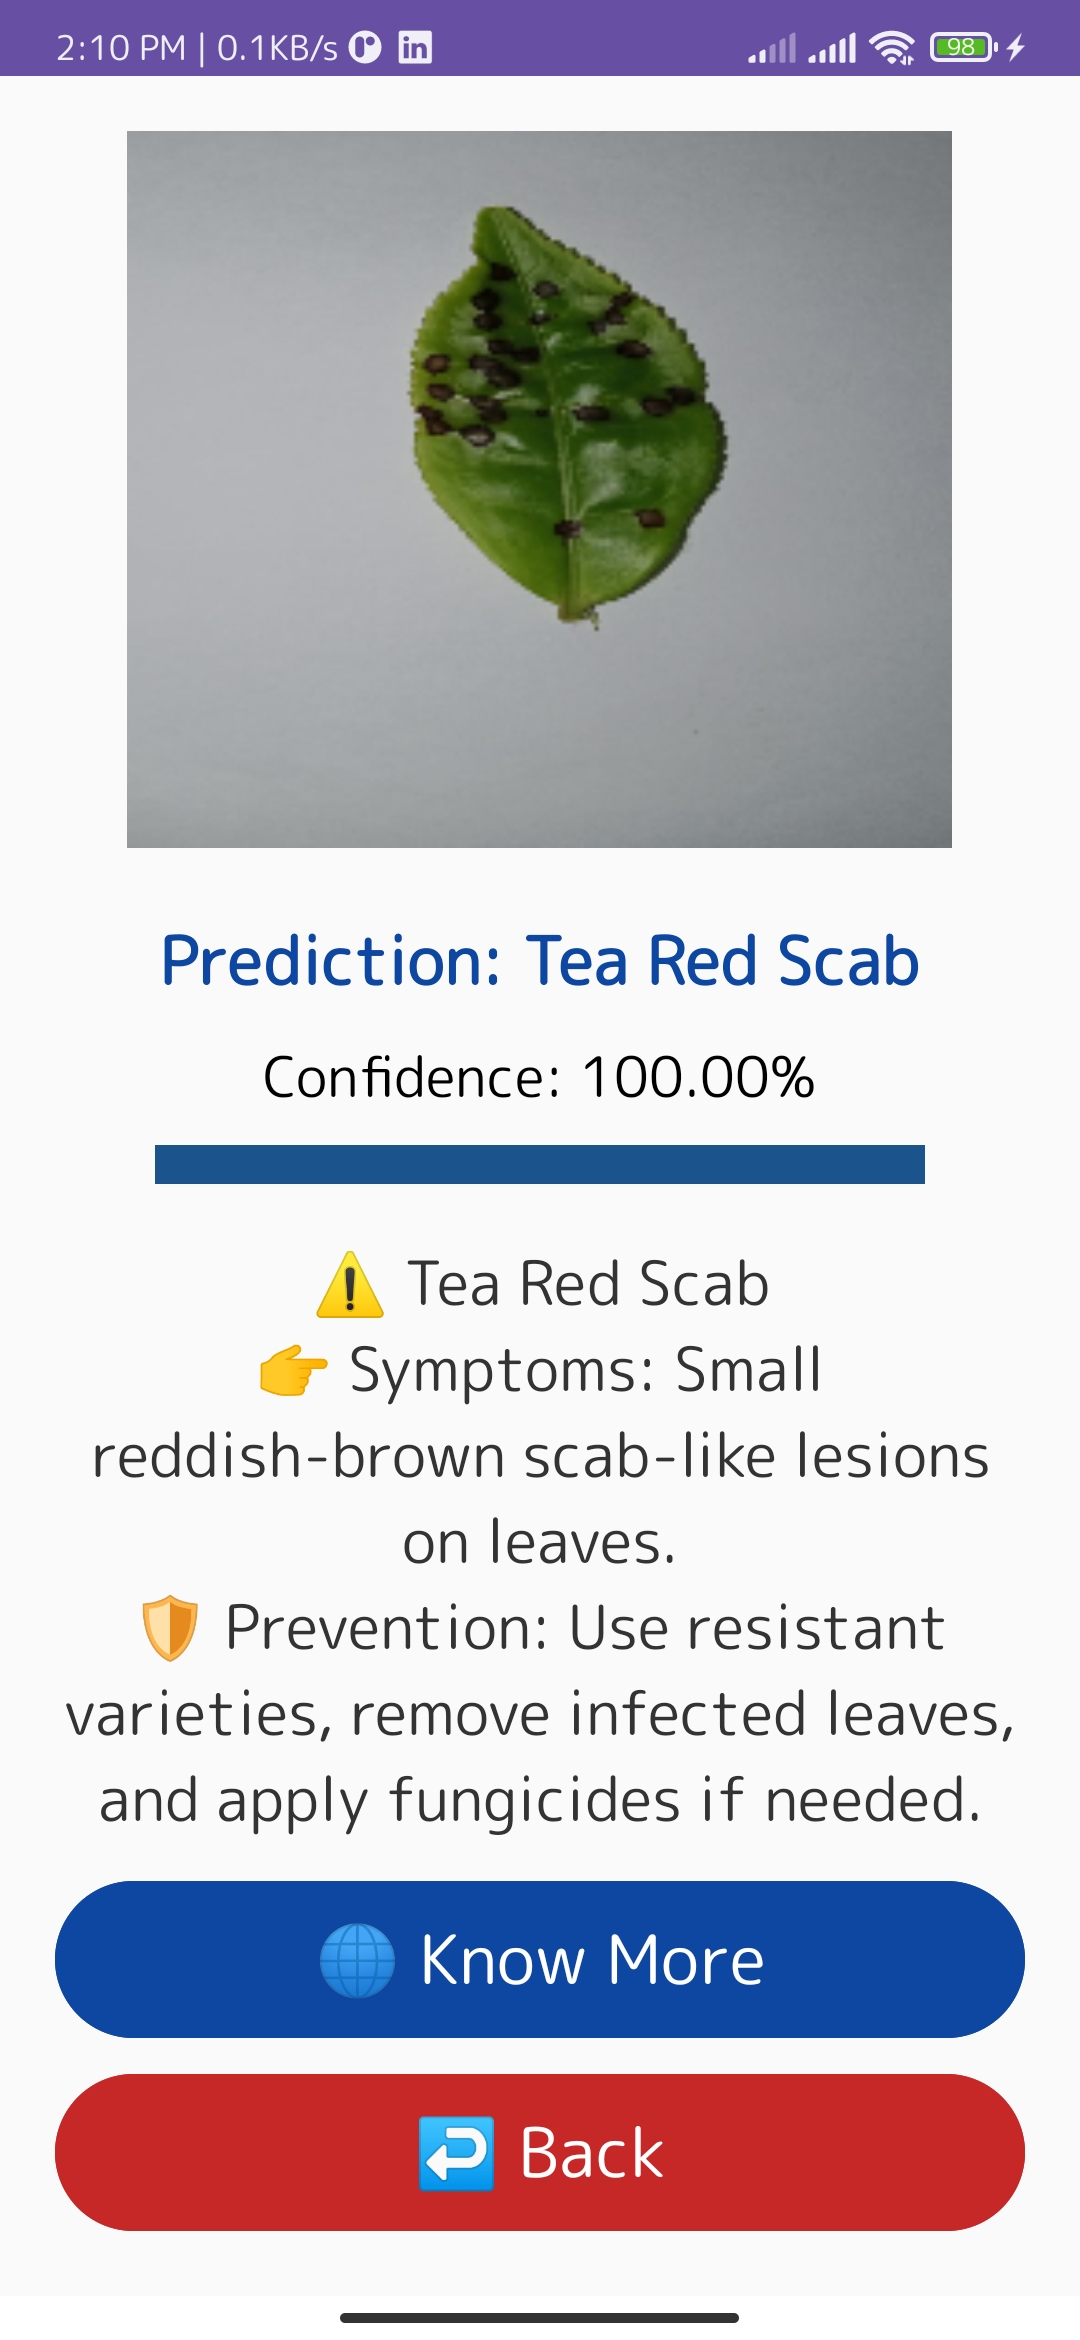 2:10 PM | 0.1KB/s in 98
Prediction: Tea Red Scab
Confidence: 100.00%
⚠️ Tea Red Scab
👉 Symptoms: Small
reddish-brown scab-like lesions
on leaves.
🛡️ Prevention: Use resistant
varieties, remove infected leaves,
and apply fungicides if needed.
🌐 Know More
↩️ Back